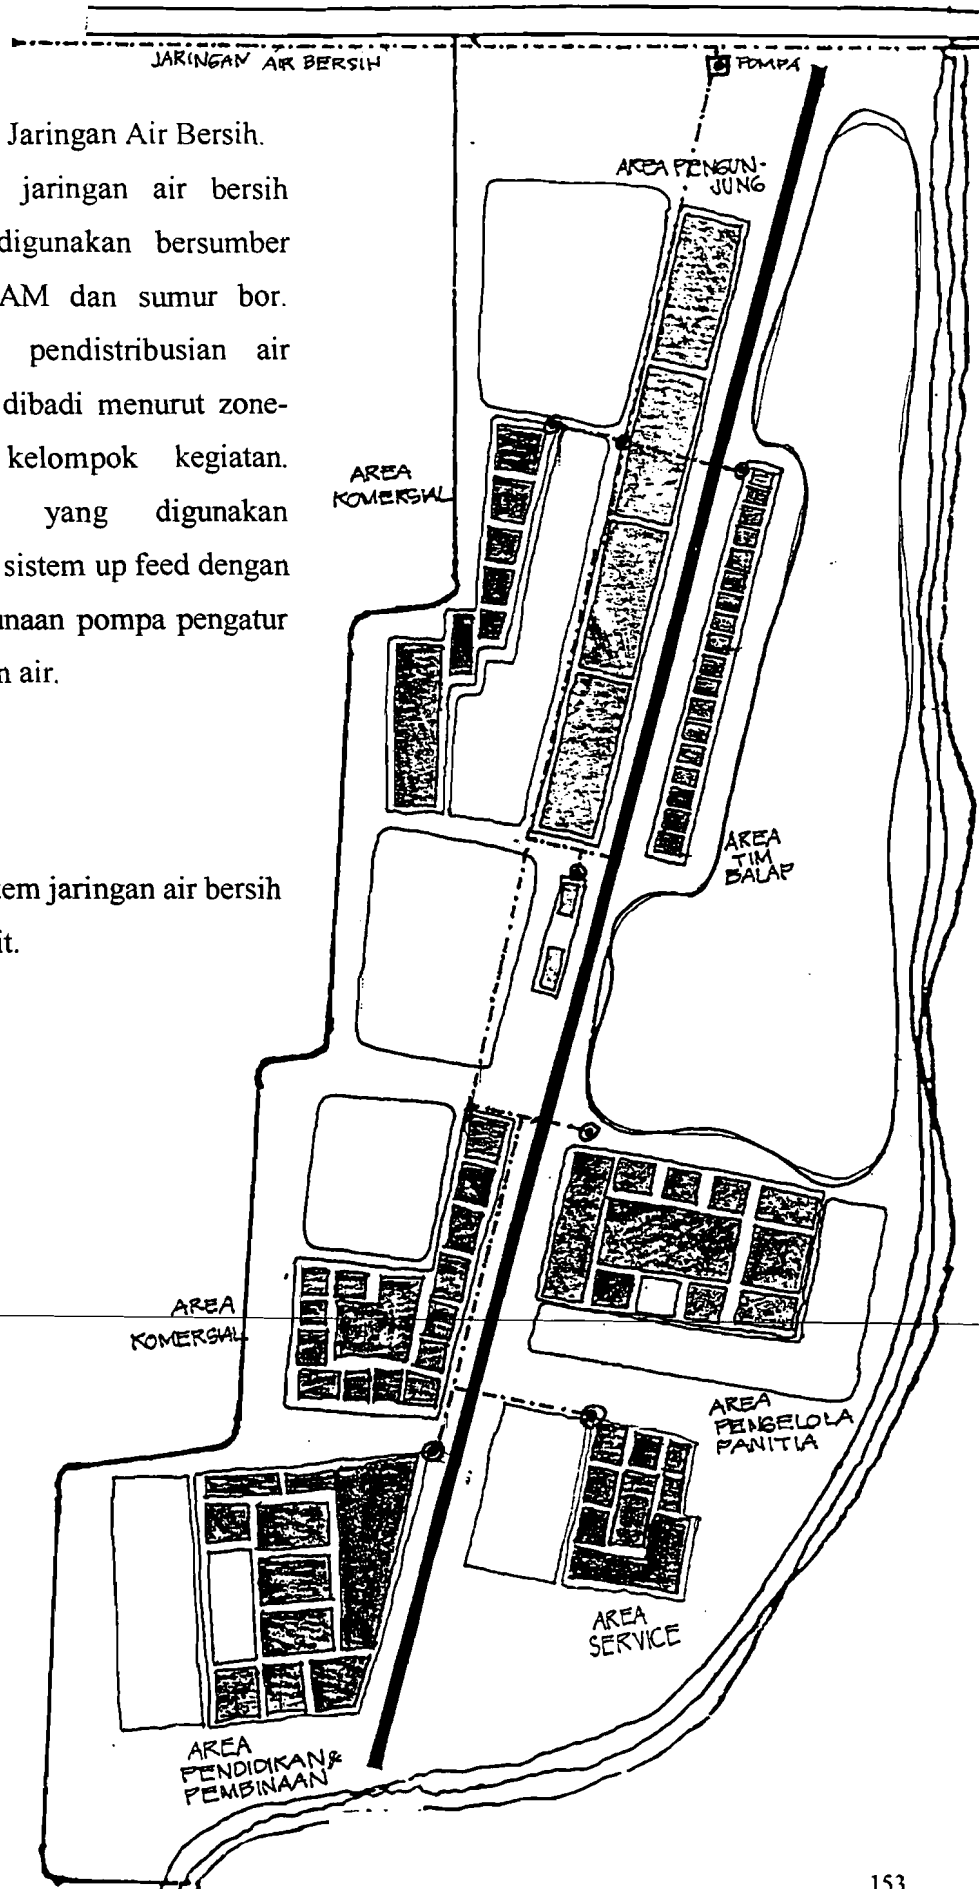 JARINGAN AIR BERSIH
POMPA
Jaringan Air Bersih.
jaringan air bersih
digunakan bersumber
AM dan sumur bor.
pendistribusian air
dibadi menurut zone-
kelompok kegiatan.
yang digunakan
sistem up feed dengan
unaan pompa pengatur
n air.
tem jaringan air bersih
it.
AREA PENGUN-
JUNG
AREA
KOMERSIAL
AREA
TIM
BALAP
AREA
KOMERSIAL
AREA
PENGELOLA
PANITIA
AREA
SERVICE
AREA
PENDIDIKAN &
PEMBINAAN
153